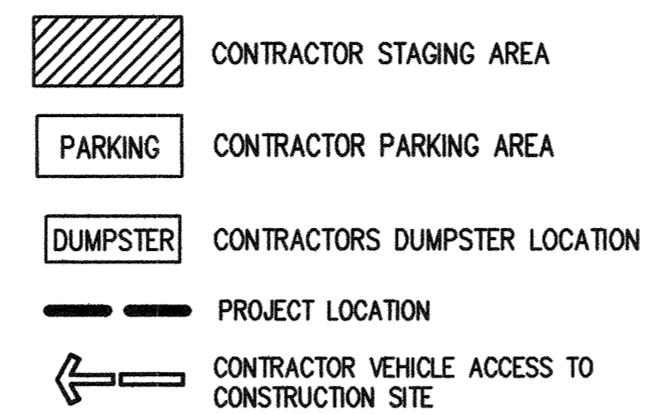 CONTRACTOR STAGING AREA
PARKING CONTRACTOR PARKING AREA
DUMPSTER CONTRACTORS DUMPSTER LOCATION
PROJECT LOCATION
CONTRACTOR VEHICLE ACCESS TO
CONSTRUCTION SITE